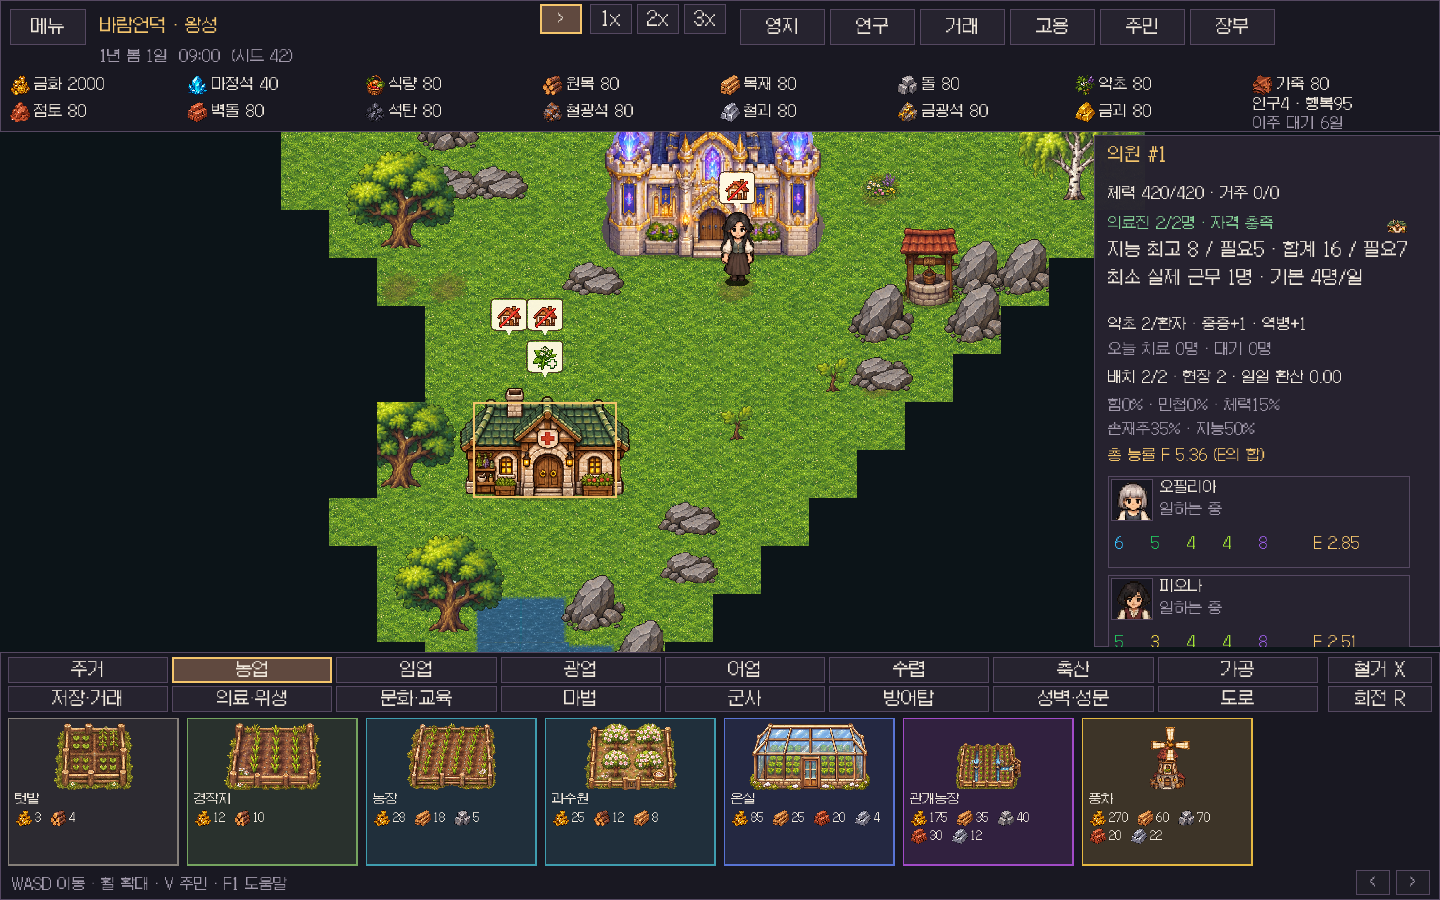 메뉴
바람언덕 · 왕성
1년 봄 1일 09:00 (시드 42)
> 1x 2x 3x
영지 연구 거래 고용 주민 장부
금화 2000 마정석 40 식량 80 원목 80 목재 80 돌 80 약초 80 가죽 80
점토 80 벽돌 80 석탄 80 철광석 80 철괴 80 금광석 80 금괴 80 인구4 · 행복95
이주 대기 6일
의원 #1
체력 420/420 · 거주 0/0
의료진 2/2명 · 자격 충족
지능 최고 8 / 필요5 · 합계 16 / 필요7
최소 실제 근무 1명 · 기본 4명/일
약초 2/환자 · 중증+1 · 역병+1
오늘 치료 0명 · 대기 0명
배치 2/2 · 현장 2 · 일일 환산 0.00
힘0% · 민첩0% · 체력15%
손재주35% · 지능50%
총 능률 F 5.36 (E의 합)
오필리아
일하는 중
6 5 4 4 8 E 2.85
피오나
일하는 중
5 3 4 4 8 E 2.51
주거 농업 임업 광업 어업 수렵 축산 가공 철거 X
저장·거래 의료·위생 문화·교육 마법 군사 방어탑 성벽·성문 도로 회전 R
텃밭 경작지 농장 과수원 온실 관개농장 풍차
3 4 12 10 28 18 5 25 12 8 85 25 20 4 175 35 40 270 60 70
30 12 20 22
WASD 이동 · 휠 확대 · V 주민 · F1 도움말
< >